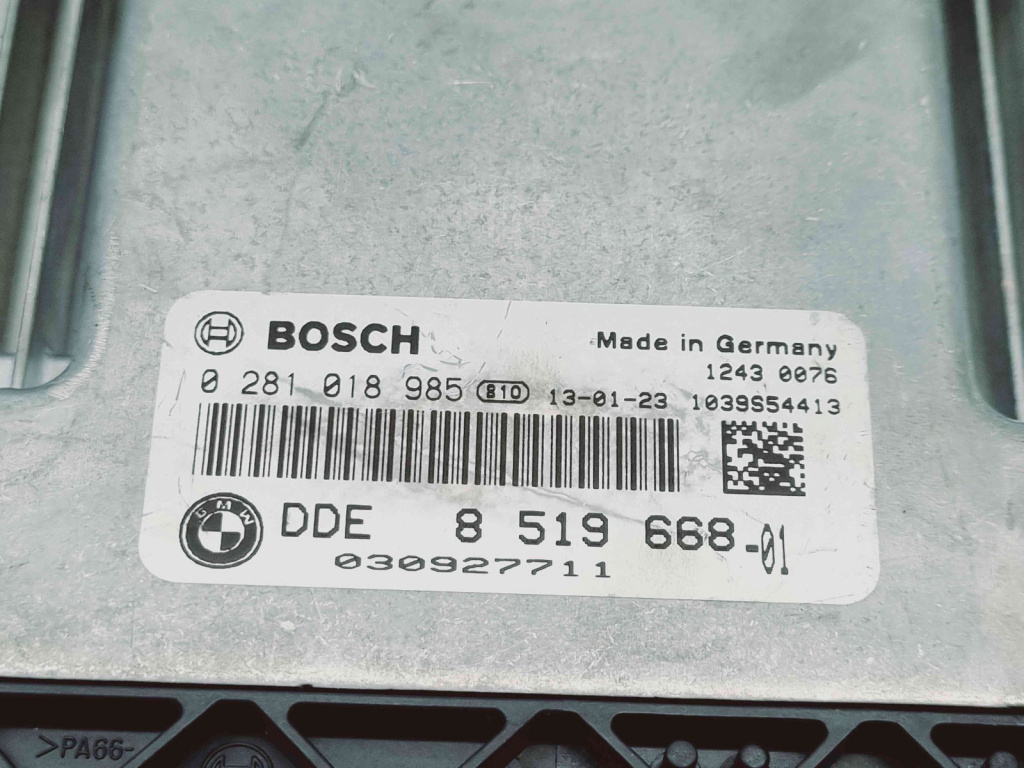 BOSCH Made in Germany
1243 0076
0 281 018 985 810 13-01-23 1039S54413
BMW DDE 8 519 668-01
030927711
>PA66-